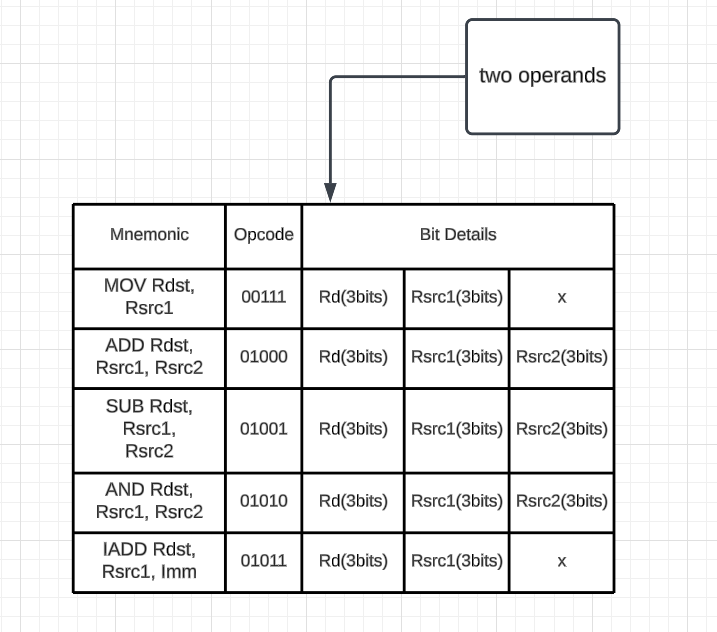 two operands
Mnemonic
Opcode
Bit Details
MOV Rdst,
Rsrc1
00111
Rd(3bits)
Rsrc1(3bits)
x
ADD Rdst,
Rsrc1, Rsrc2
01000
Rd(3bits)
Rsrc1(3bits)
Rsrc2(3bits)
SUB Rdst,
Rsrc1,
Rsrc2
01001
Rd(3bits)
Rsrc1(3bits)
Rsrc2(3bits)
AND Rdst,
Rsrc1, Rsrc2
01010
Rd(3bits)
Rsrc1(3bits)
Rsrc2(3bits)
IADD Rdst,
Rsrc1, Imm
01011
Rd(3bits)
Rsrc1(3bits)
x